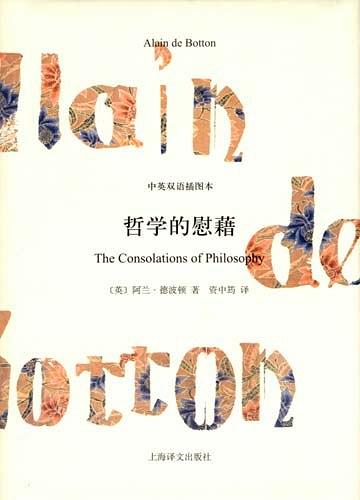 Alain de Botton
lain
中英双语插图本
de
哲学的慰藉
The Consolations of Philosophy
〔英〕阿兰·德波顿 著 资中筠 译
Botton
上海译文出版社